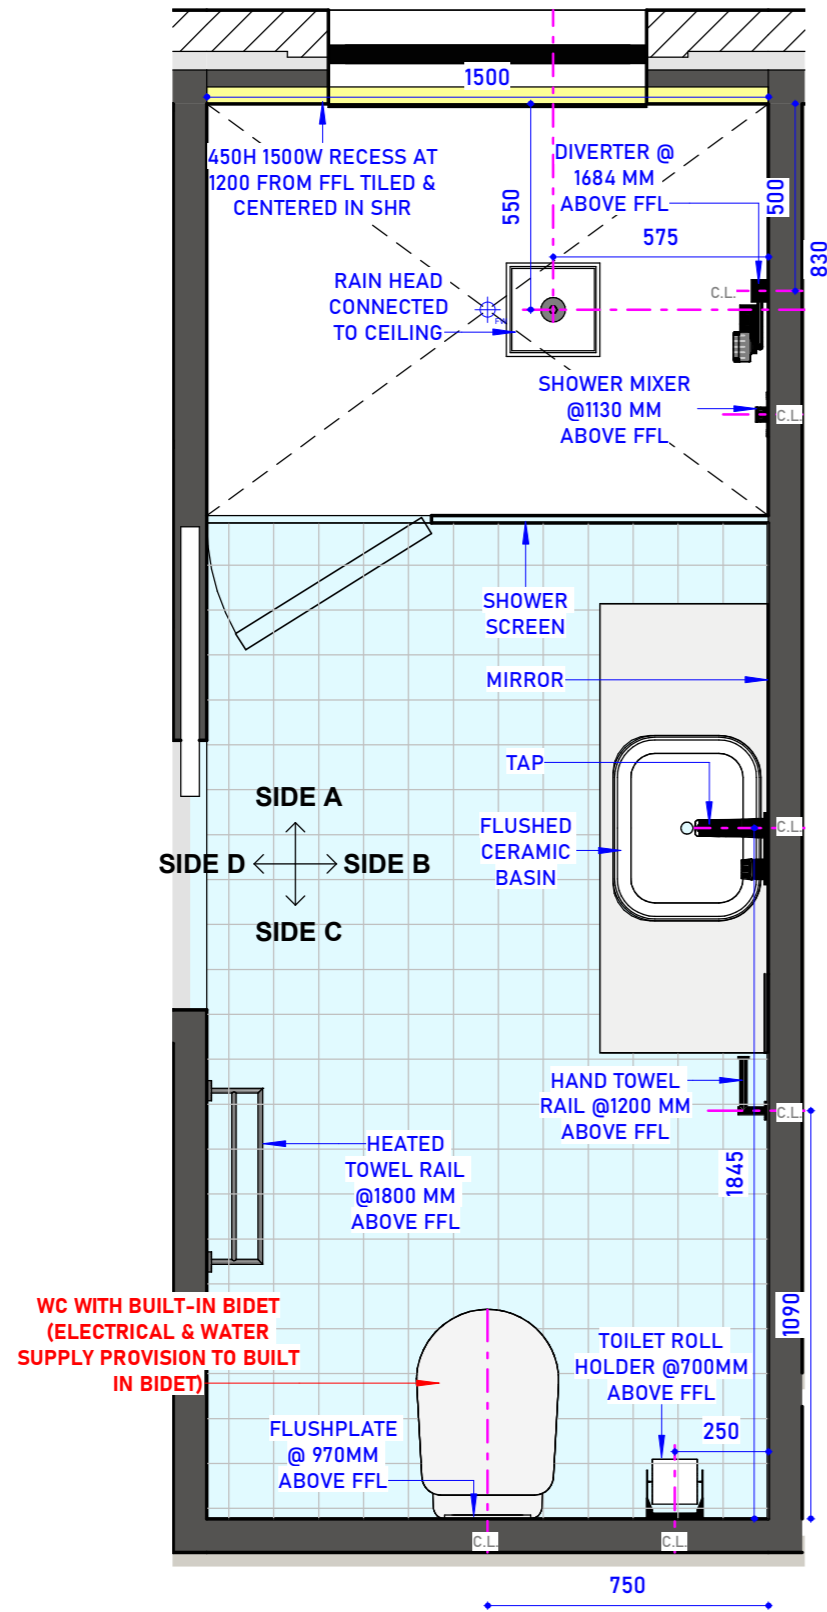 1500
450H 1500W RECESS AT
1200 FROM FFL TILED &
CENTERED IN SHR
DIVERTER @
1684 MM
ABOVE FFL
550
500
575
830
RAIN HEAD
CONNECTED
TO CEILING
C.L.
SHOWER MIXER
@1130 MM
ABOVE FFL
C.L.
SHOWER
SCREEN
MIRROR
TAP
SIDE A
FLUSHED
CERAMIC
BASIN
C.L.
SIDE D
SIDE B
SIDE C
HAND TOWEL
RAIL @1200 MM
ABOVE FFL
C.L.
HEATED
TOWEL RAIL
@1800 MM
ABOVE FFL
1845
1090
WC WITH BUILT-IN BIDET
(ELECTRICAL & WATER
SUPPLY PROVISION TO BUILT
IN BIDET)
TOILET ROLL
HOLDER @700MM
ABOVE FFL
FLUSHPLATE
@ 970MM
ABOVE FFL
250
C.L.
C.L.
750